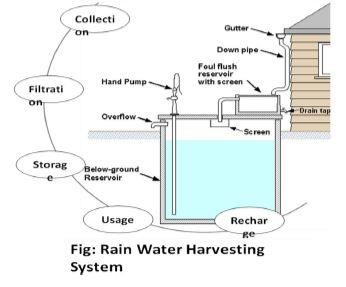 Collecti
on
Gutter
Down pipe
Foul flush
reservoir
with screen
Hand Pump
Filtrati
on
Drain tap
Overflow
Screen
Storag
e
Below-ground
Reservoir
Usage
Rechar
ge
Fig: Rain Water Harvesting
System